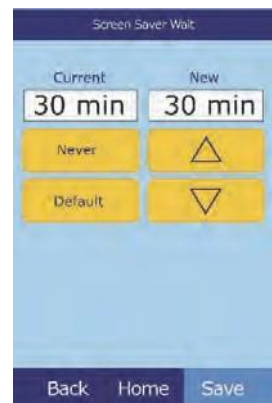 Screen Saver Wait
Current New
30 min 30 min
Never
Default
Back Home Save